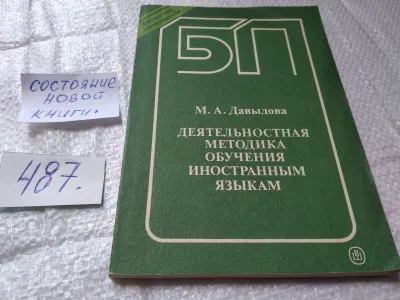 состояние
новой
книги.
487.
БП
М. А. Давыдова
ДЕЯТЕЛЬНОСТНАЯ
МЕТОДИКА
ОБУЧЕНИЯ
ИНОСТРАННЫМ
ЯЗЫКАМ